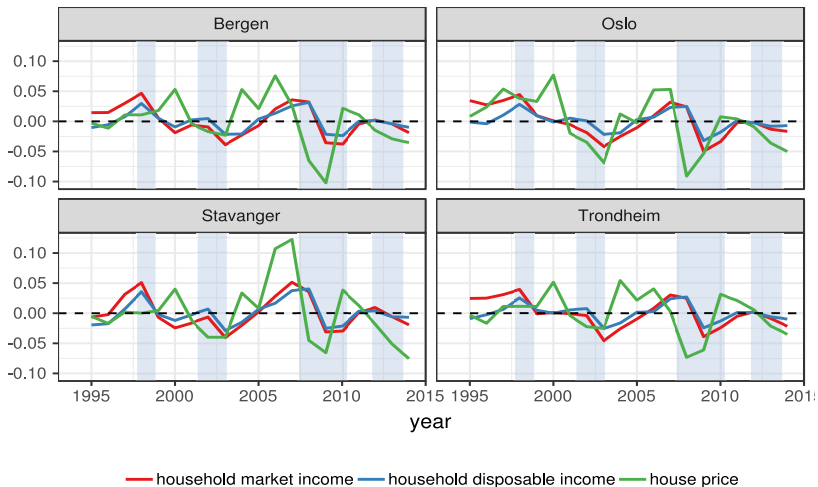 Bergen Oslo
0.10
0.05
0.00
-0.05
-0.10
Stavanger Trondheim
0.10
0.05
0.00
-0.05
-0.10
1995 2000 2005 2010 2015 1995 2000 2005 2010 2015
year
household market income household disposable income house price